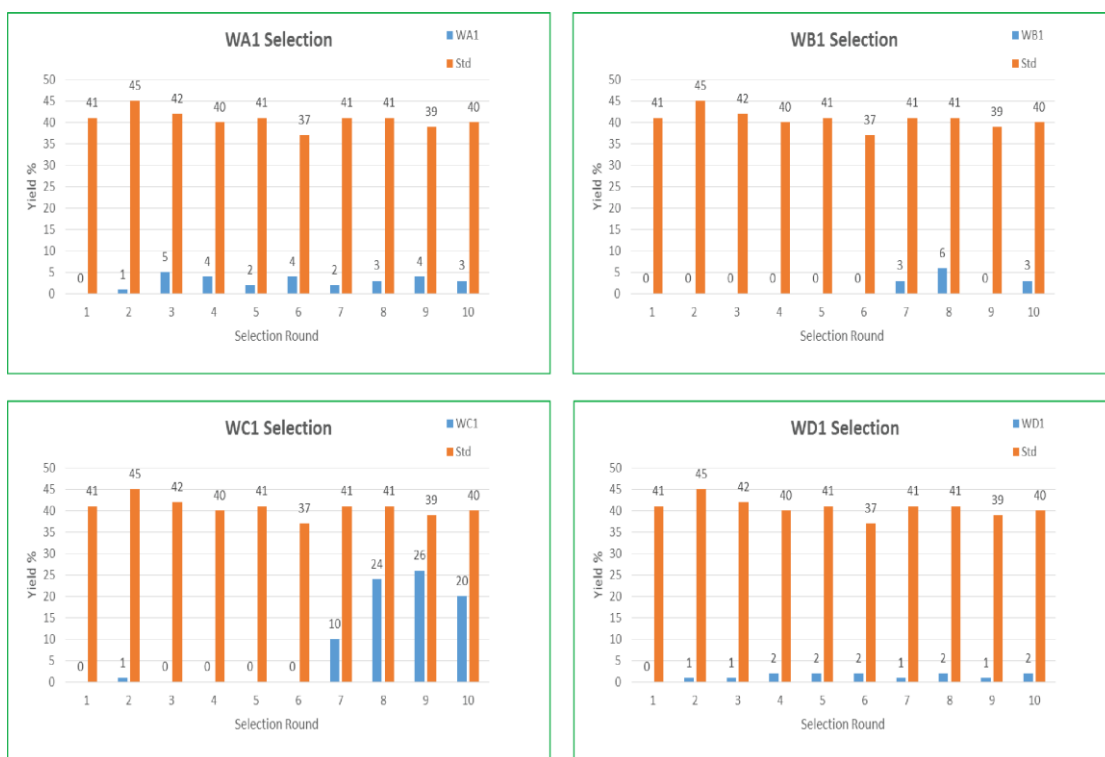 WA1 Selection
WA1
Std
50
45
40
35
30
25
20
15
10
5
0
Yield %
41 45 42 40 41 37 41 41 39 40
0 1 5 4 2 4 2 3 4 3
1 2 3 4 5 6 7 8 9 10
Selection Round
WB1 Selection
WB1
Std
50
45
40
35
30
25
20
15
10
5
0
Yield %
41 45 42 40 41 37 41 41 39 40
0 0 0 0 0 0 3 6 0 3
1 2 3 4 5 6 7 8 9 10
Selection Round
WC1 Selection
WC1
Std
50
45
40
35
30
25
20
15
10
5
0
Yield %
41 45 42 40 41 37 41 41 39 40
0 1 0 0 0 0 10 24 26 20
1 2 3 4 5 6 7 8 9 10
Selection Round
WD1 Selection
WD1
Std
50
45
40
35
30
25
20
15
10
5
0
Yield %
41 45 42 40 41 37 41 41 39 40
0 1 1 2 2 2 1 2 1 2
1 2 3 4 5 6 7 8 9 10
Selection Round